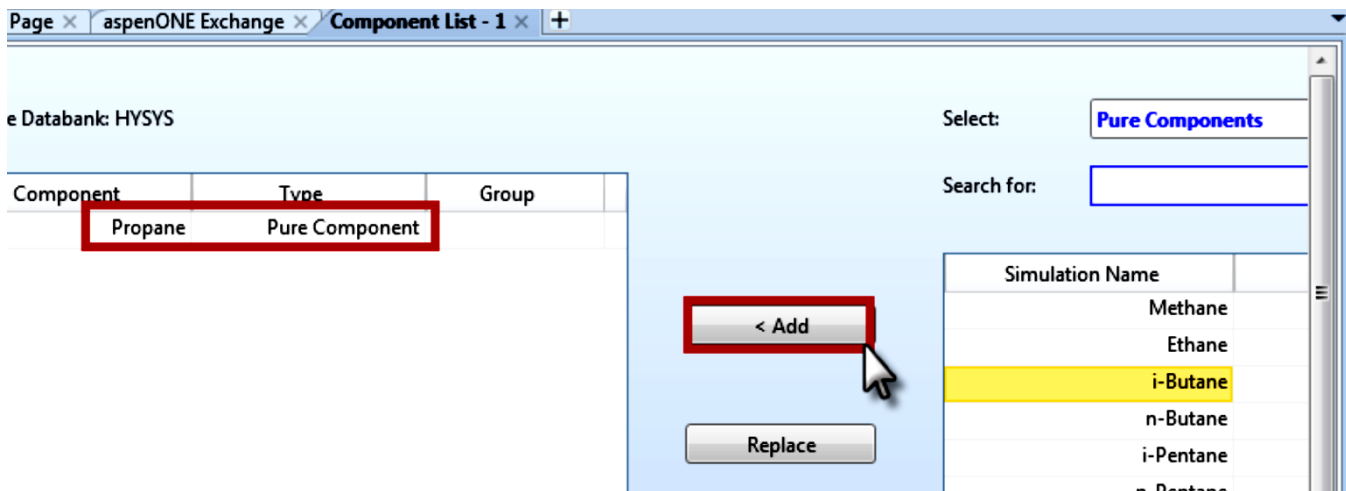 Page × aspenONE Exchange × Component List - 1 × +
e Databank: HYSYS
Select: Pure Components
Search for:
Component Type Group
Propane Pure Component
Simulation Name
Methane
Ethane
i-Butane
n-Butane
i-Pentane
n-Pentane
< Add
Replace